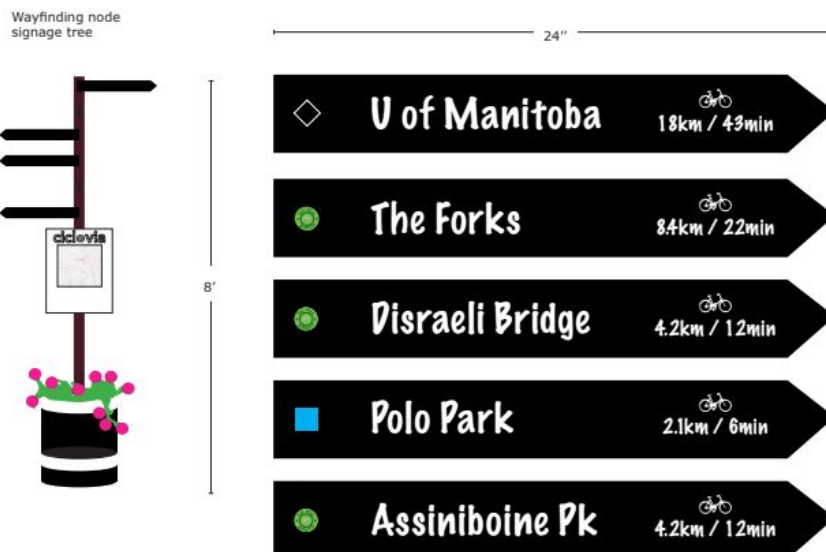 Wayfinding node
signage tree
24"
8'
ciclovia
U of Manitoba
18km / 43min
The Forks
8.4km / 22min
Disraeli Bridge
4.2km / 12min
Polo Park
2.1km / 6min
Assiniboine Pk
4.2km / 12min